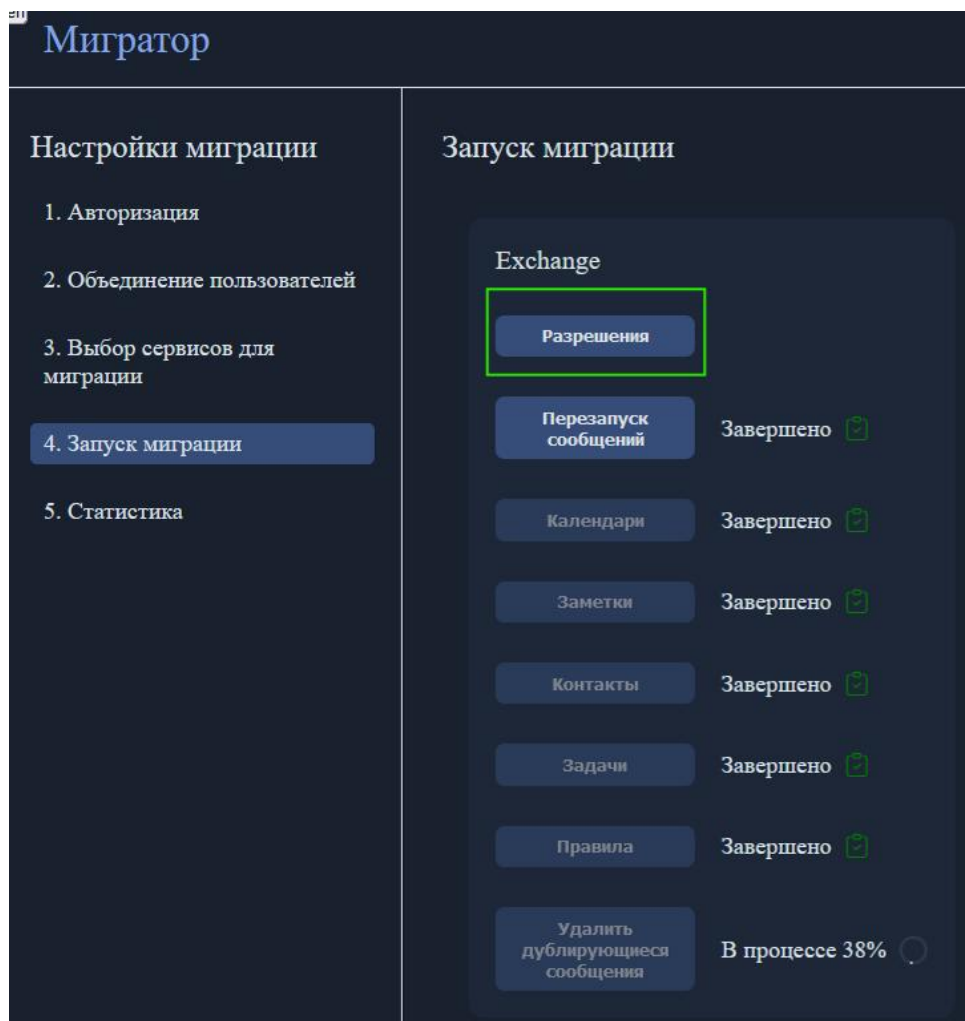 en
Мигратор
Настройки миграции
1. Авторизация
2. Объединение пользователей
3. Выбор сервисов для
миграции
4. Запуск миграции
5. Статистика
Запуск миграции
Exchange
Разрешения
Перезапуск
сообщений
Завершено
Календари
Завершено
Заметки
Завершено
Контакты
Завершено
Задачи
Завершено
Правила
Завершено
Удалить
дублирующиеся
сообщения
В процессе 38%